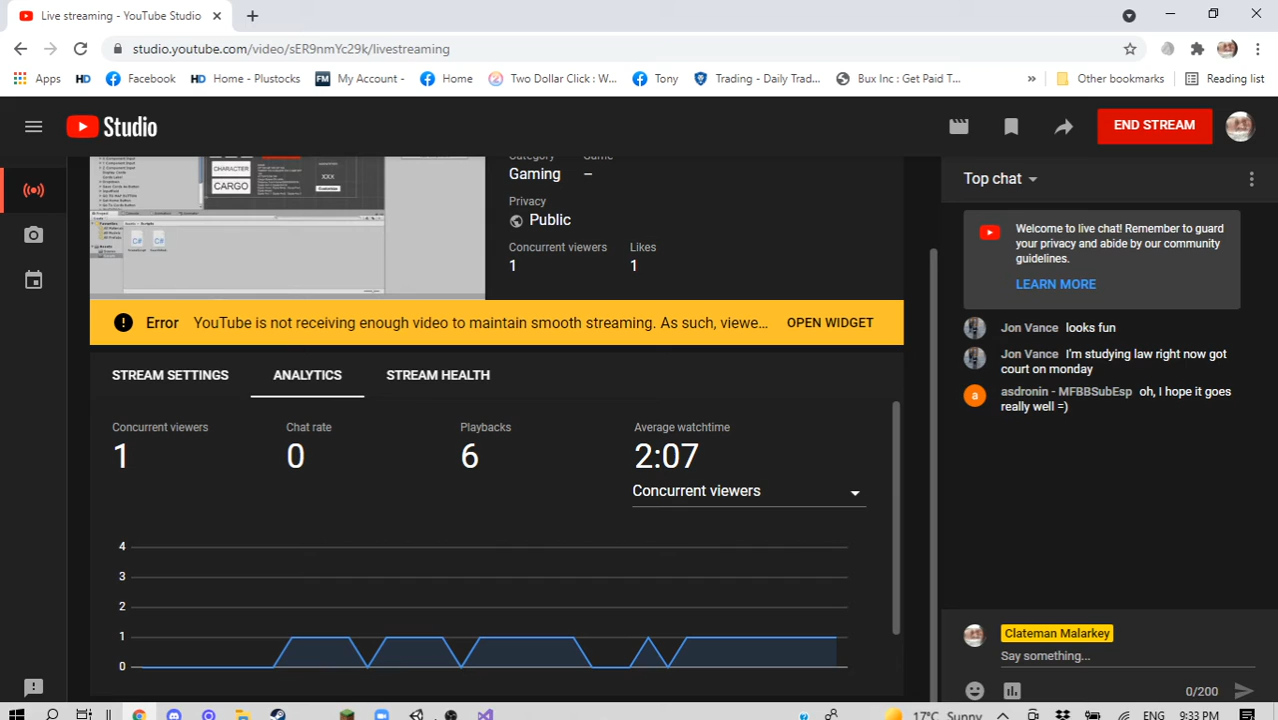 Live streaming - YouTube Studio
studio.youtube.com/video/sER9nmYc29k/livestreaming
Apps
HD
Facebook
HD Home - Plustocks
FM My Account -
Home
Two Dollar Click : W...
Tony
Trading - Daily Trad...
Bux Inc : Get Paid T...
»
Other bookmarks
Reading list
Studio
END STREAM
CHARACTER
CARGO
XXX
Category
Game
Gaming
–
Privacy
Public
Concurrent viewers
Likes
1
1
Error YouTube is not receiving enough video to maintain smooth streaming. As such, viewe... OPEN WIDGET
STREAM SETTINGS
ANALYTICS
STREAM HEALTH
Concurrent viewers
Chat rate
Playbacks
Average watchtime
1
0
6
2:07
Concurrent viewers
4
3
2
1
0
Top chat
Welcome to live chat! Remember to guard
your privacy and abide by our community
guidelines.
LEARN MORE
Jon Vance looks fun
Jon Vance I'm studying law right now got
court on monday
asdronin - MFBBSubEsp oh, I hope it goes
really well =)
Clateman Malarkey
Say something...
0/200
17°C Sunny
9:33 PM